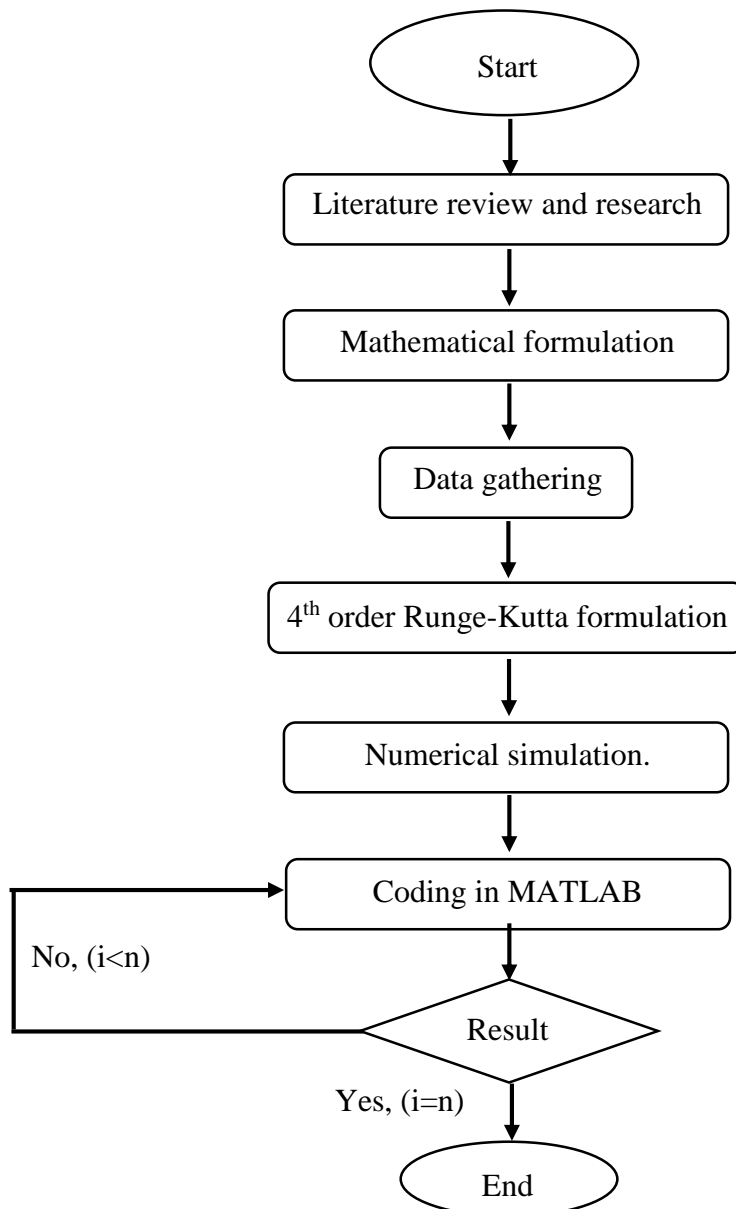 Start
Literature review and research
Mathematical formulation
Data gathering
4th order Runge-Kutta formulation
Numerical simulation.
Coding in MATLAB
No, (i<n)
Result
Yes, (i=n)
End